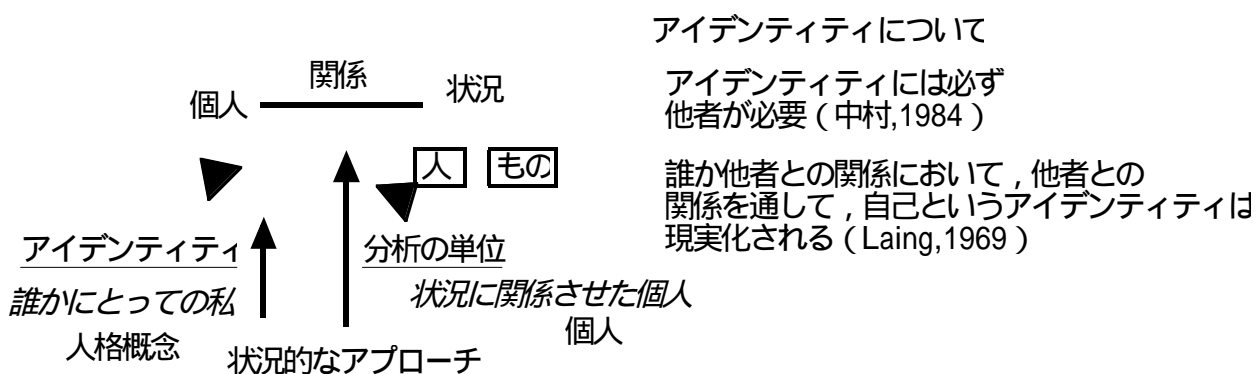 関係
個人
状況
人 もの
アイデンティティ
分析の単位
誰かにとっての私
状況に関係させた個人
人格概念
個人
状況的なアプローチ
アイデンティティについて
アイデンティティには必ず
他者が必要(中村,1984)
誰か他者との関係において,他者との
関係を通して,自己というアイデンティティは
現実化される(Laing,1969)